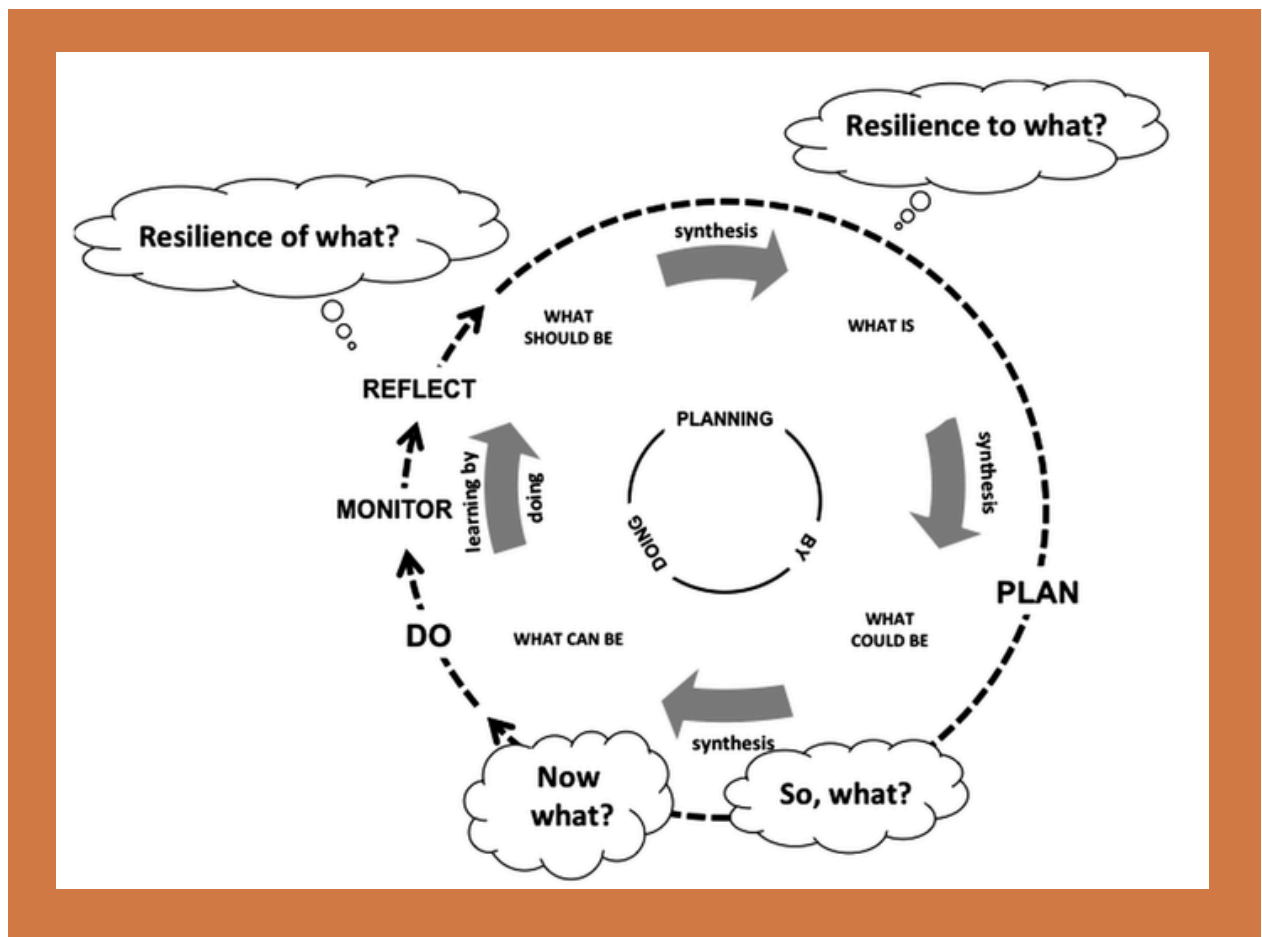 Resilience to what?
Resilience of what?
synthesis
WHAT
SHOULD BE
WHAT IS
REFLECT
PLANNING
BY
DOING
synthesis
learning by
doing
MONITOR
PLAN
WHAT
COULD BE
WHAT CAN BE
DO
synthesis
Now
what?
So, what?